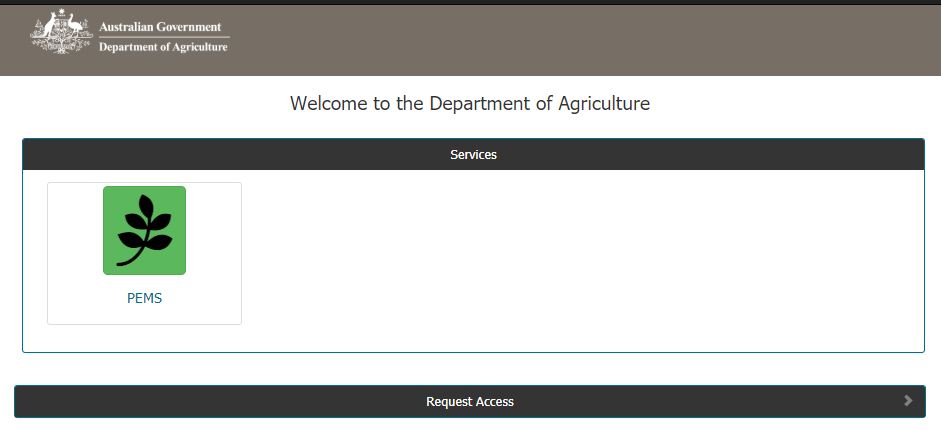 Australian Government
Department of Agriculture
Welcome to the Department of Agriculture
Services
PEMS
Request Access